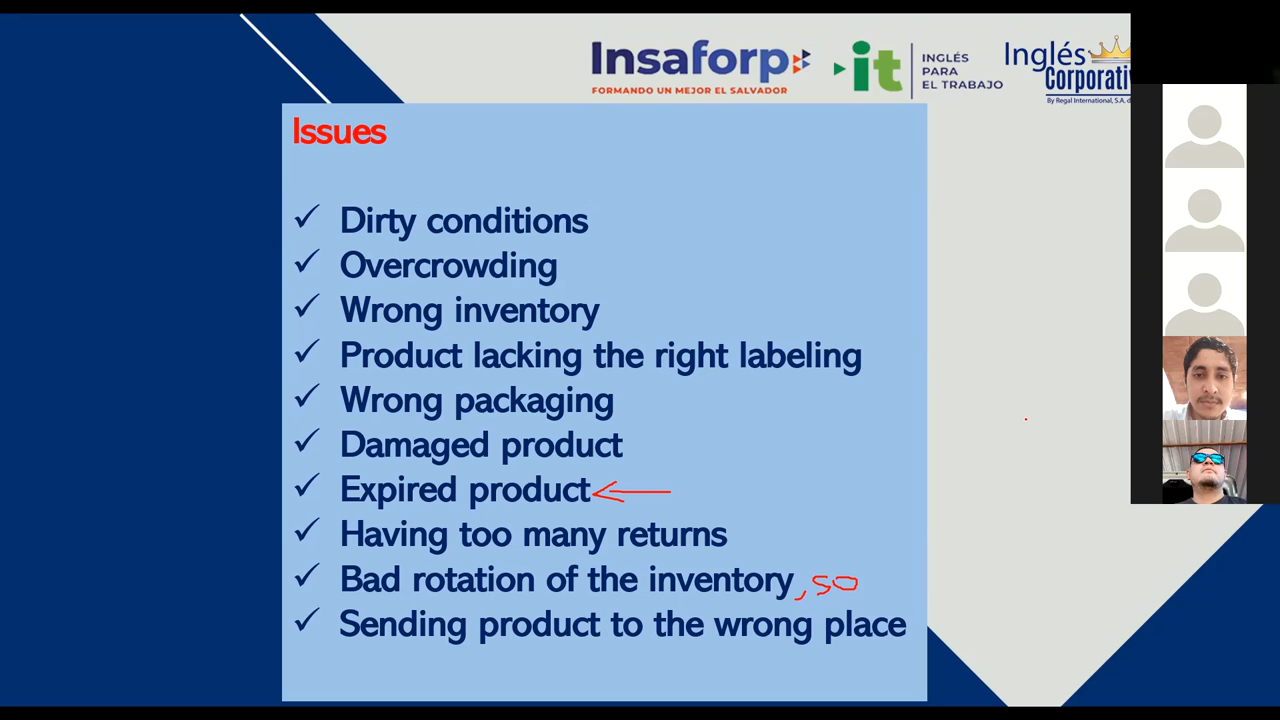 Insaforp
FORMANDO UN MEJOR EL SALVADOR
it
INGLÉS
PARA
EL TRABAJO
Inglés
Corporativ
By Regal International, S.A. d
Issues
✓ Dirty conditions
✓ Overcrowding
✓ Wrong inventory
✓ Product lacking the right labeling
✓ Wrong packaging
✓ Damaged product
✓ Expired product
✓ Having too many returns
✓ Bad rotation of the inventory, so
✓ Sending product to the wrong place